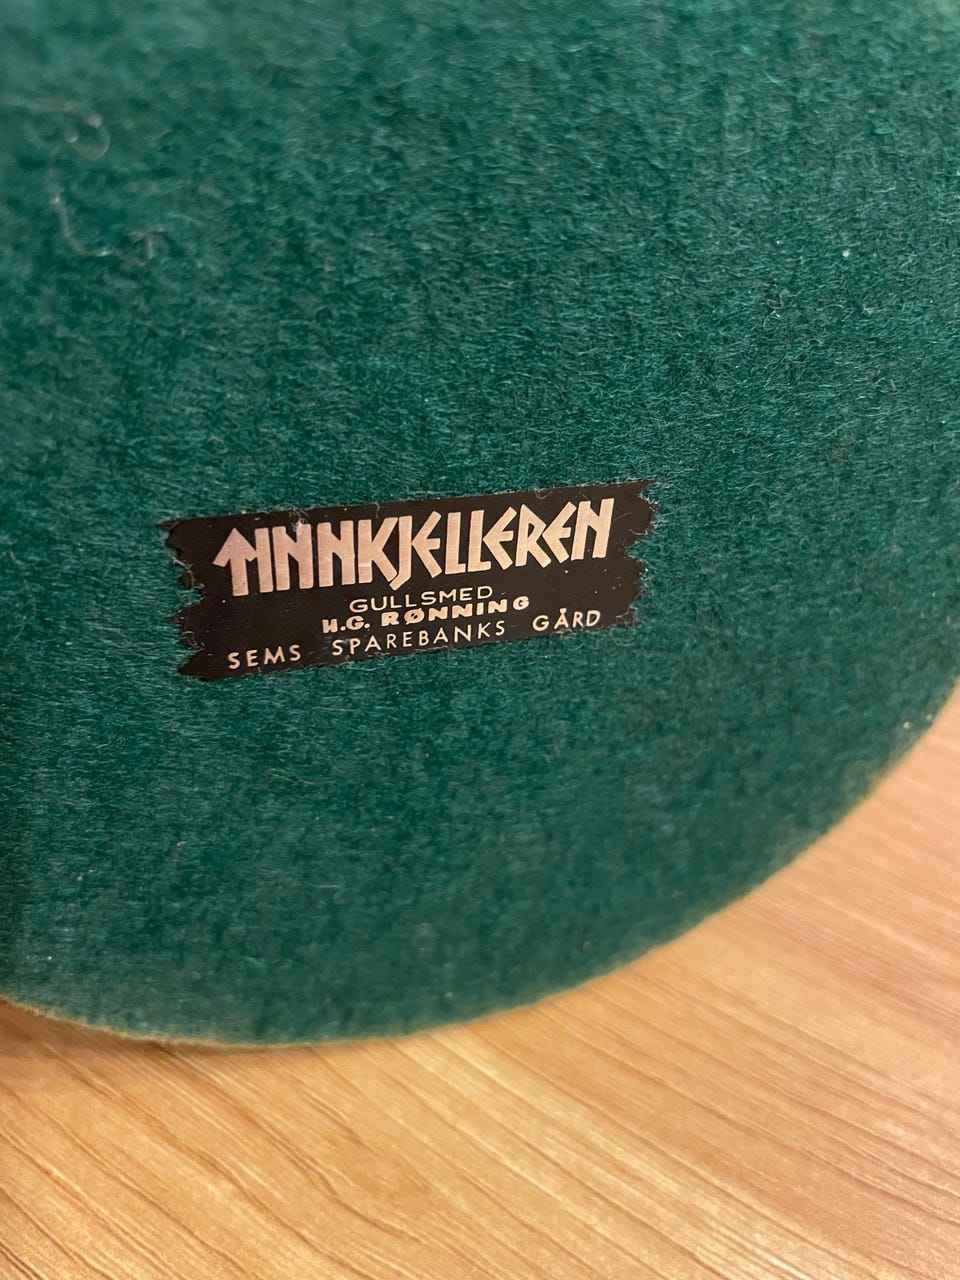 TINNKJELLEREN
GULLSMED
H.G. RØNNING
SEMS SPAREBANKS GÅRD